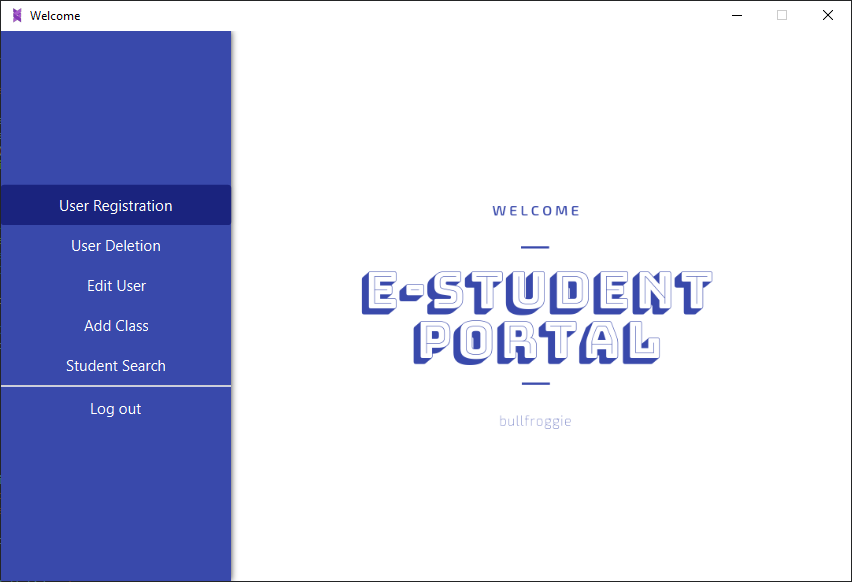 Welcome
User Registration
User Deletion
Edit User
Add Class
Student Search
Log out
WELCOME
E-STUDENT
PORTAL
bullfroggie